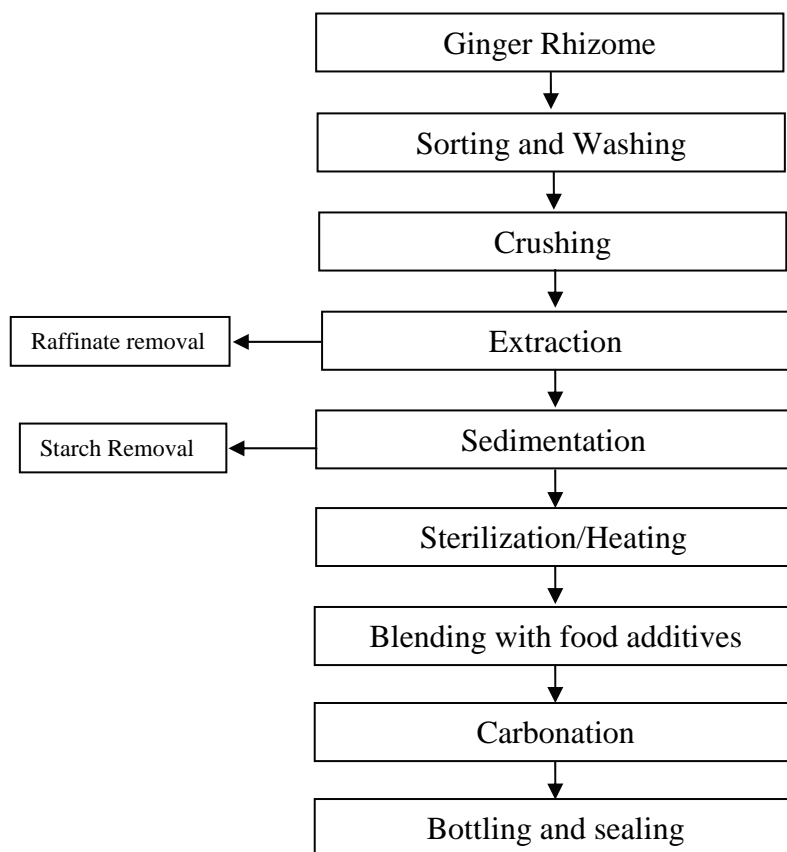 Ginger Rhizome
Sorting and Washing
Crushing
Raffinate removal
Extraction
Starch Removal
Sedimentation
Sterilization/Heating
Blending with food additives
Carbonation
Bottling and sealing